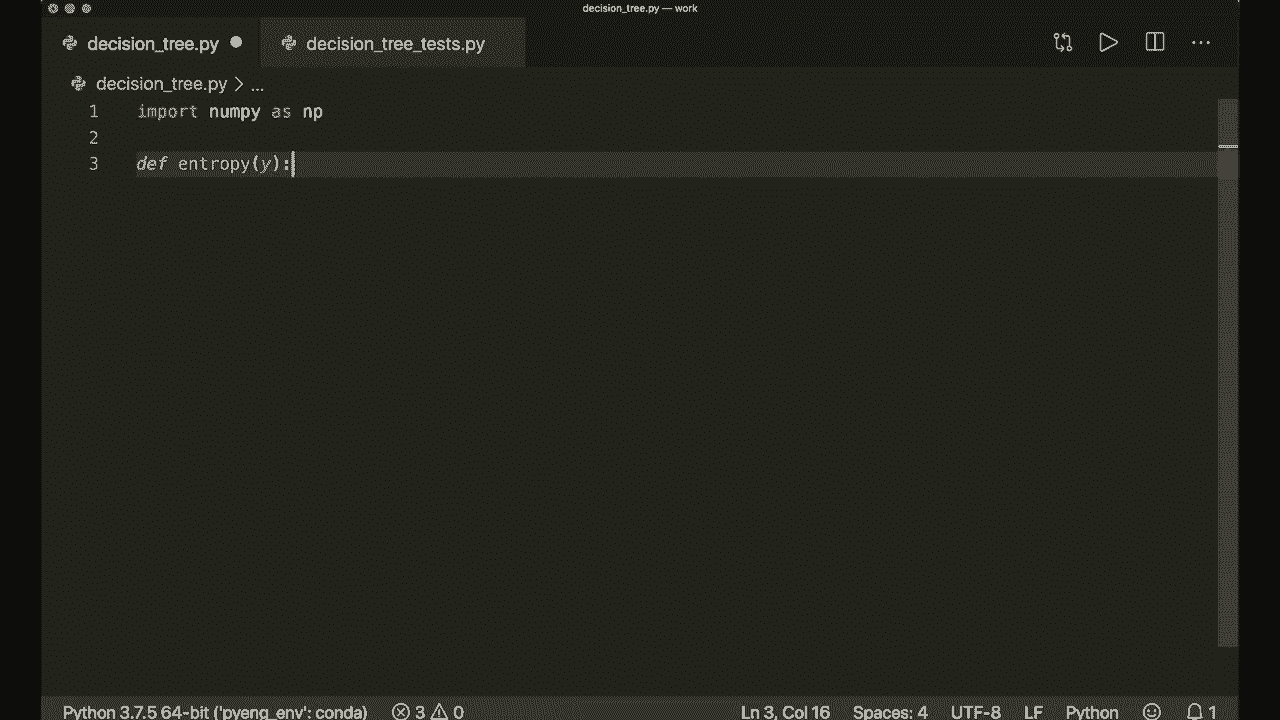 decision_tree.py — work
decision_tree.py decision_tree_tests.py
decision_tree.py > ...
1 import numpy as np
2
3 def entropy(y):
Python 3.7.5 64-bit ('pyeng_env': conda) 3 0 Ln 3, Col 16 Spaces: 4 UTF-8 LF Python 1